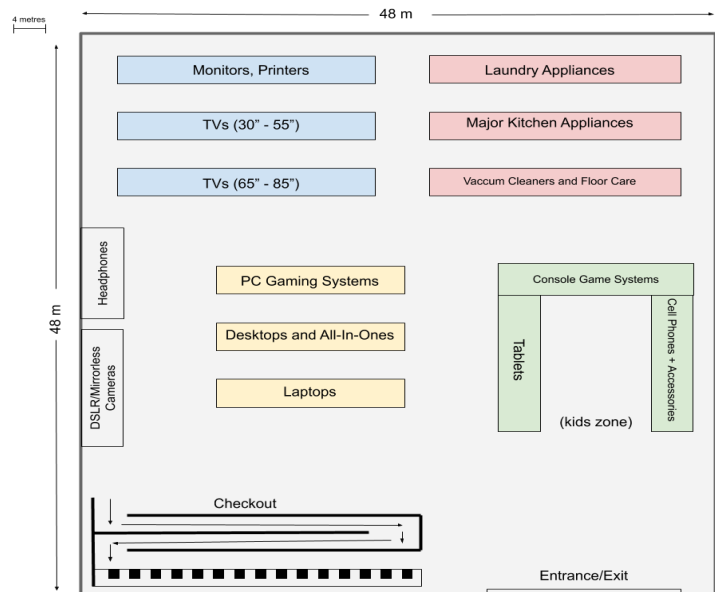 48 m
4 metres
Monitors, Printers
Laundry Appliances
TVs (30” - 55”)
Major Kitchen Appliances
TVs (65” - 85”)
Vaccum Cleaners and Floor Care
Headphones
PC Gaming Systems
Console Game Systems
48 m
Desktops and All-In-Ones
DSLR/Mirrorless
Cameras
Tablets
Cell Phones + Accessories
Laptops
(kids zone)
Checkout
Entrance/Exit